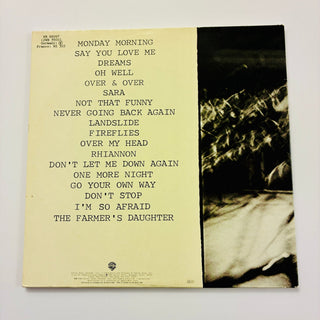 MONDAY MORNING
SAY YOU LOVE ME
DREAMS
OH WELL
OVER & OVER
SARA
NOT THAT FUNNY
NEVER GOING BACK AGAIN
LANDSLIDE
FIREFLIES
OVER MY HEAD
RHIANNON
DON'T LET ME DOWN AGAIN
ONE MORE NIGHT
GO YOUR OWN WAY
DON'T STOP
I'M SO AFRAID
THE FARMER'S DAUGHTER